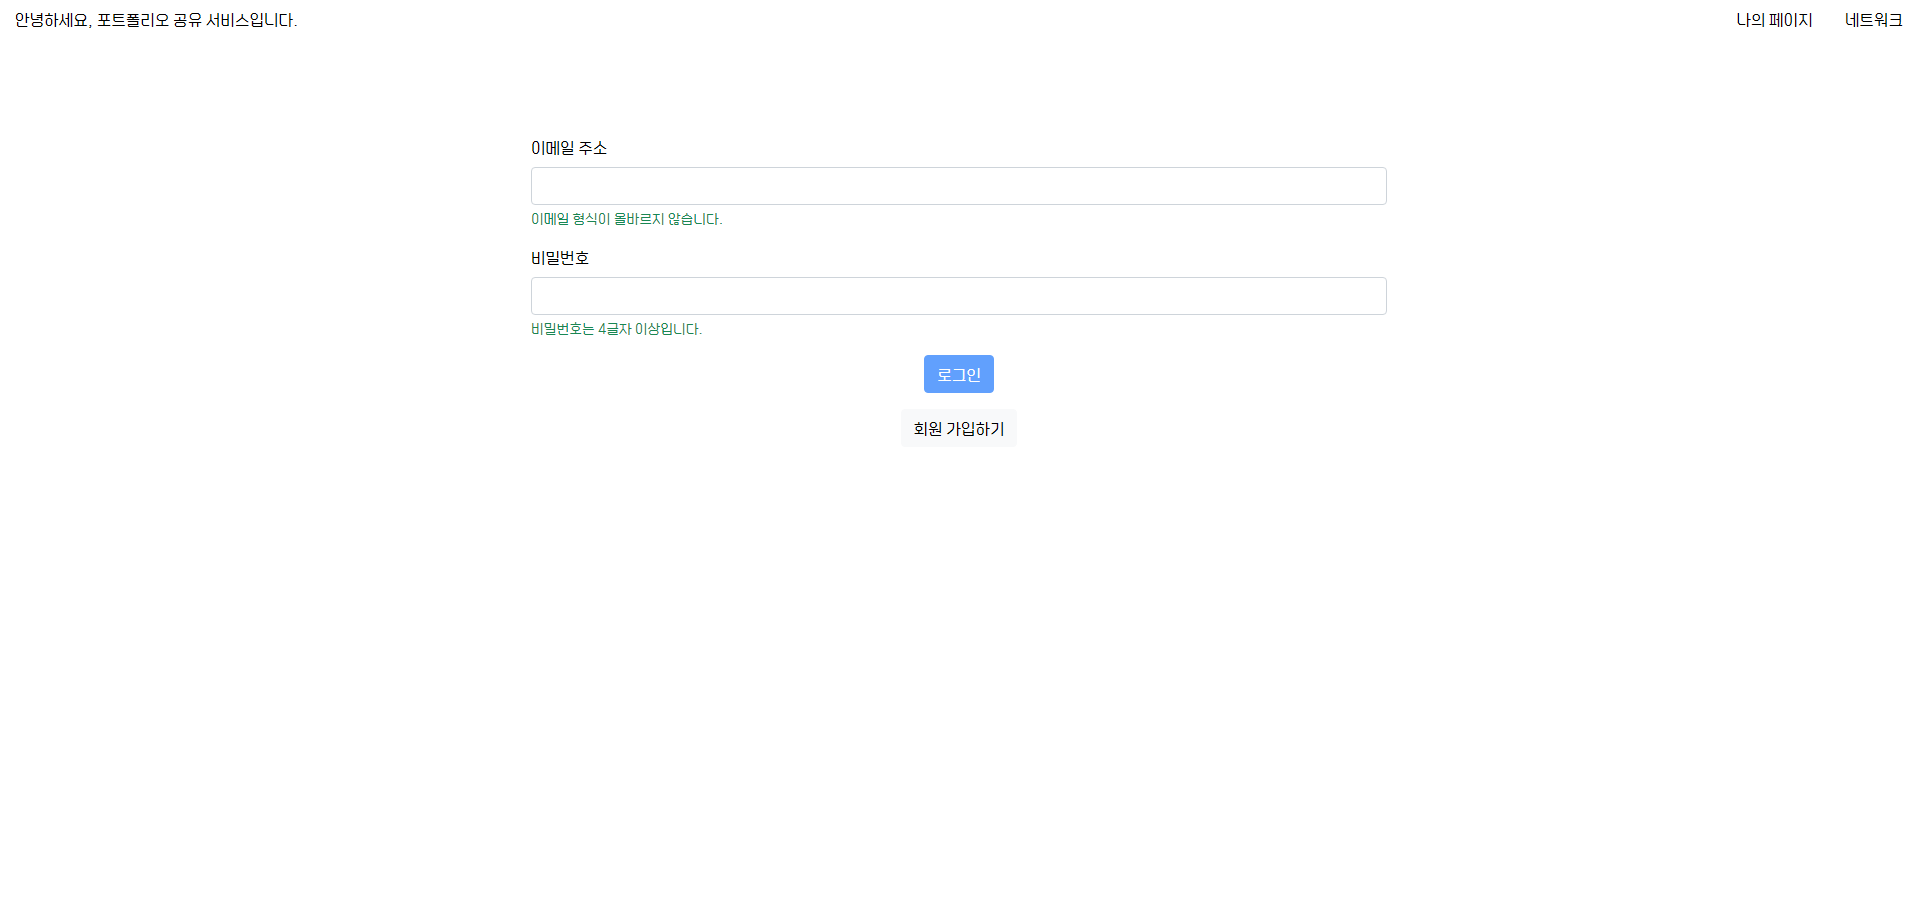 안녕하세요, 포트폴리오 공유 서비스입니다.
나의 페이지
네트워크
이메일 주소
이메일 형식이 올바르지 않습니다.
비밀번호
비밀번호는 4글자 이상입니다.
로그인
회원 가입하기